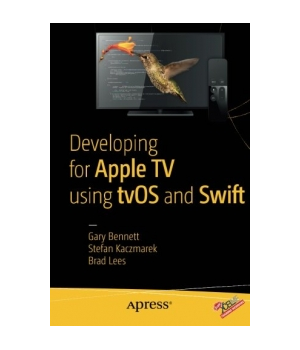 Developing
for Apple TV
using tvOS and Swift
Gary Bennett
Stefan Kaczmarek
Brad Lees
Apress®